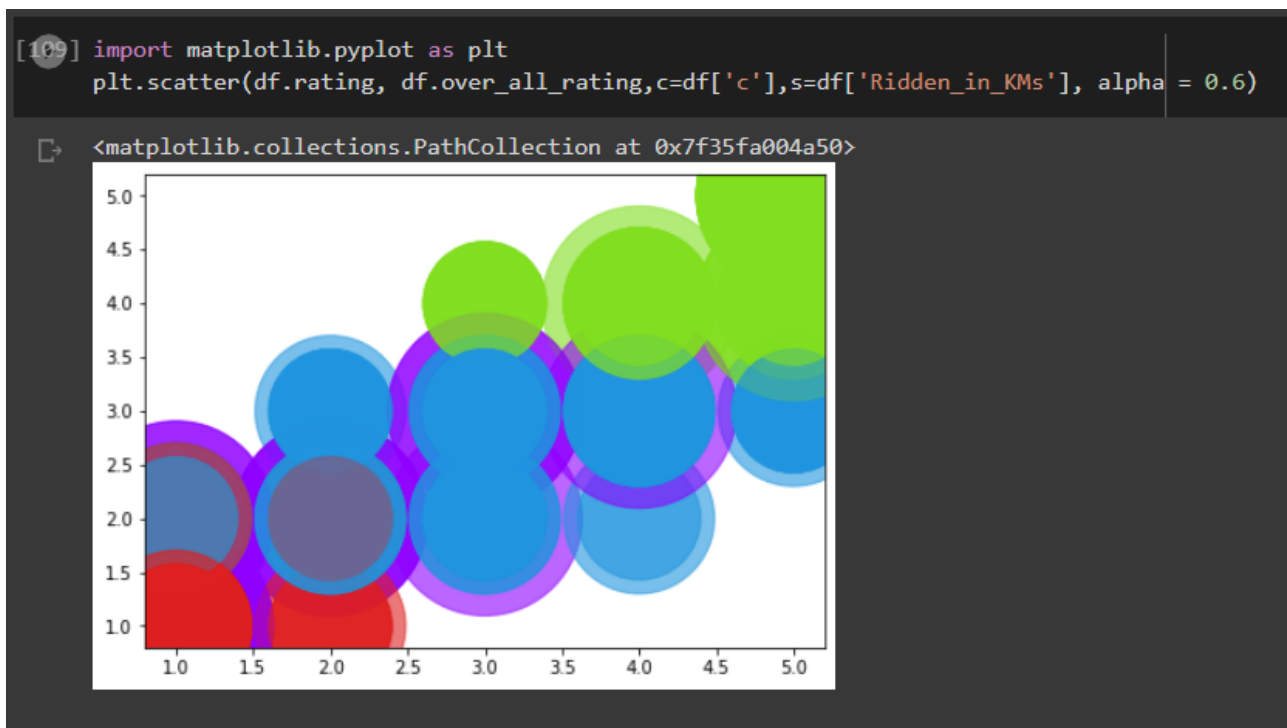 [109] import matplotlib.pyplot as plt
plt.scatter(df.rating, df.over_all_rating,c=df['c'],s=df['Ridden_in_KMs'], alpha = 0.6)
<matplotlib.collections.PathCollection at 0x7f35fa004a50>
5.0
4.5
4.0
3.5
3.0
2.5
2.0
1.5
1.0
1.0 1.5 2.0 2.5 3.0 3.5 4.0 4.5 5.0